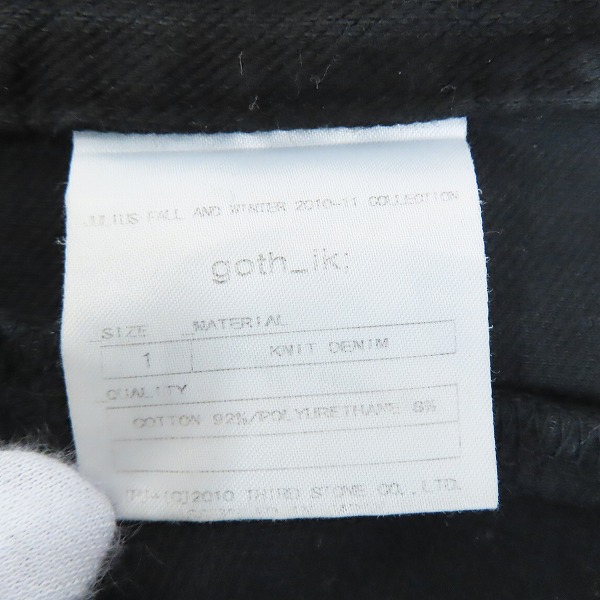 JULIUS FALL AND WINTER 2010-11 COLLECTION
goth_ik;
SIZE MATERIAL
1 KNIT DENIM
QUALITY
COTTON 92%/POLYURETHANE 8%
(C)2010 THIRD STONE CO.,LTD.